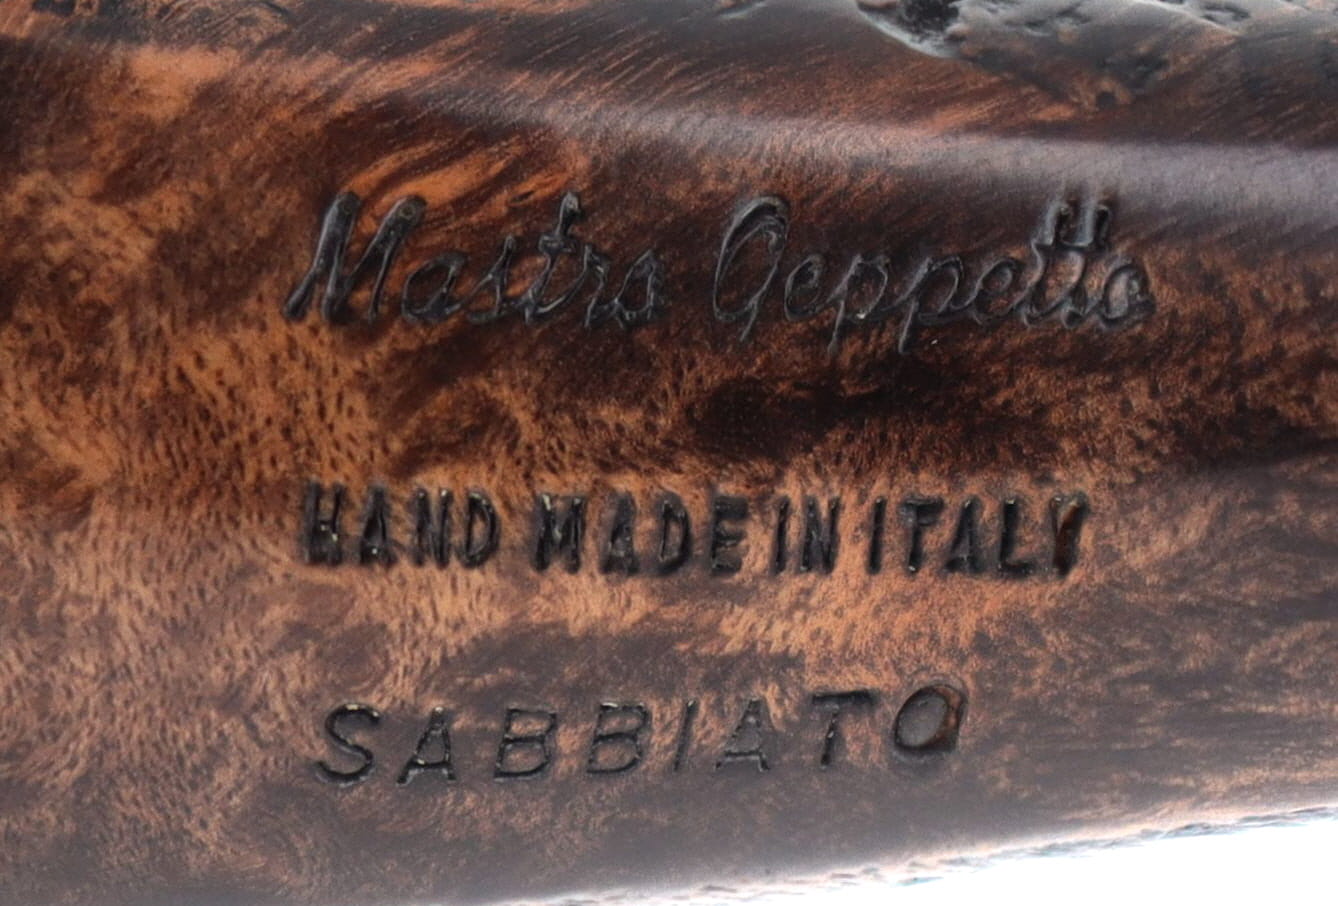 Mastro Geppetto
HAND MADE IN ITALY
SABBIATO